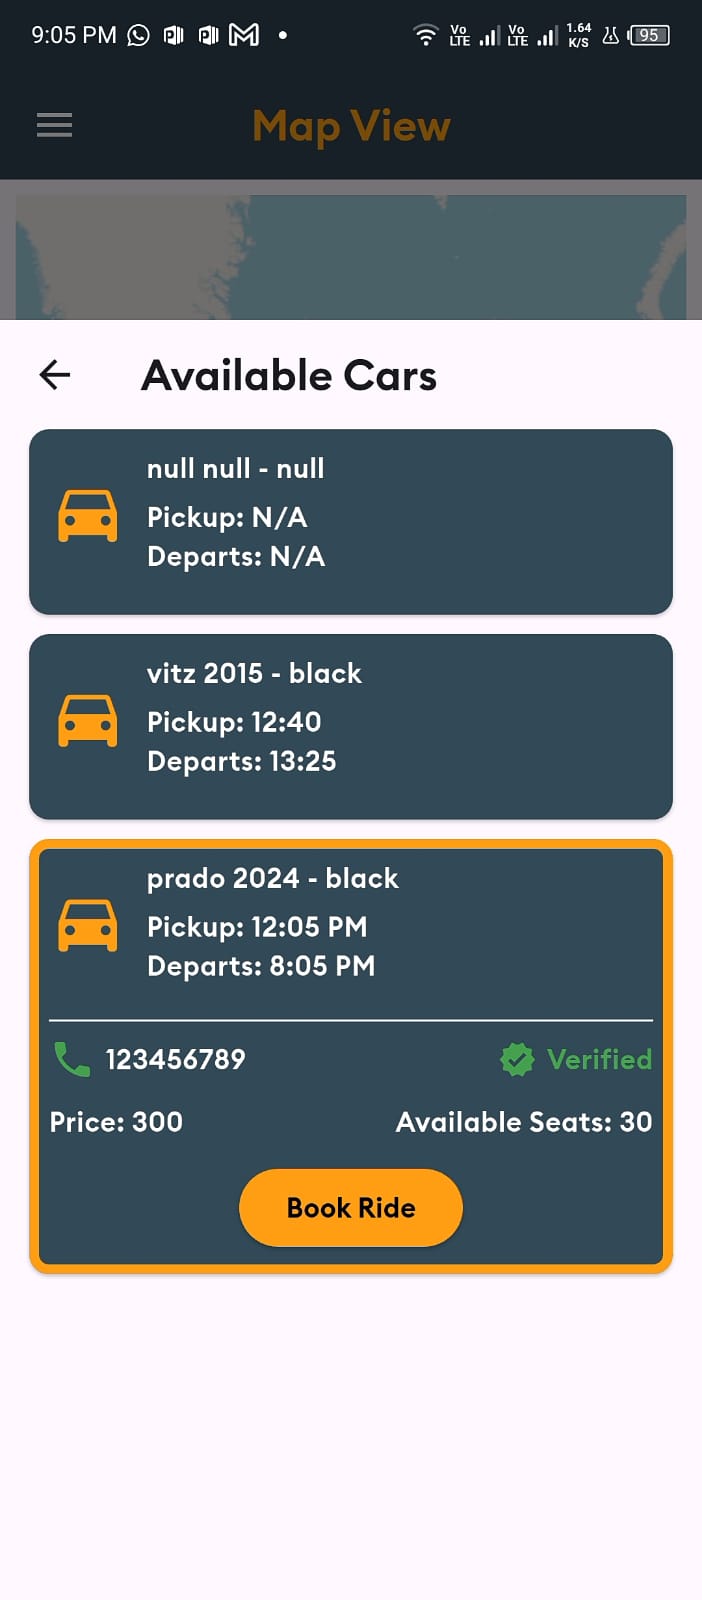 9:05 PM
Vo LTE Vo LTE 1.64 K/S 95
Map View
Available Cars
null null - null
Pickup: N/A
Departs: N/A
vitz 2015 - black
Pickup: 12:40
Departs: 13:25
prado 2024 - black
Pickup: 12:05 PM
Departs: 8:05 PM
123456789
Verified
Price: 300
Available Seats: 30
Book Ride